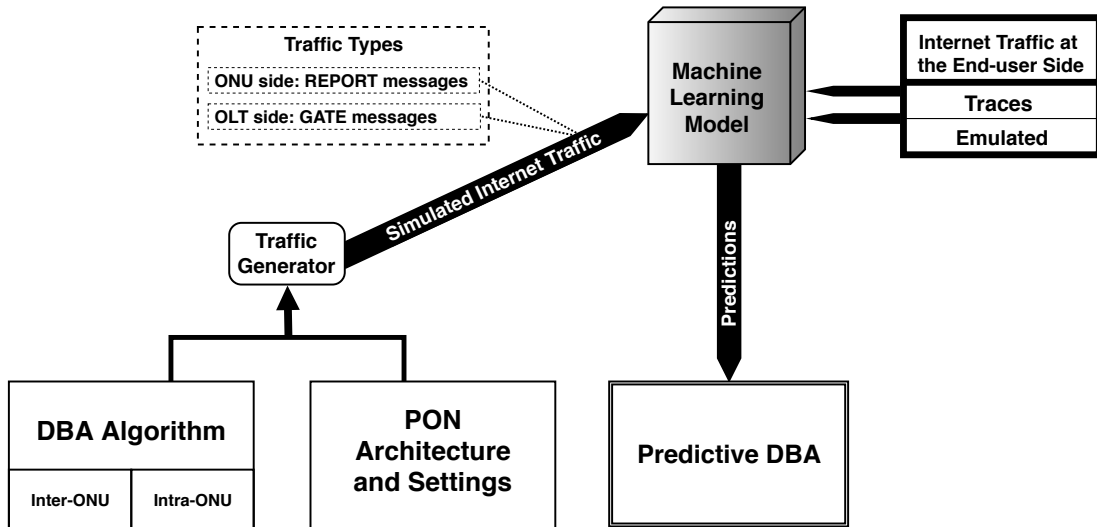 Traffic Types
ONU side: REPORT messages
OLT side: GATE messages
Machine
Learning
Model
Internet Traffic at
the End-user Side
Traces
Emulated
Simulated Internet Traffic
Traffic
Generator
Predictions
DBA Algorithm
Inter-ONU
Intra-ONU
PON
Architecture
and Settings
Predictive DBA